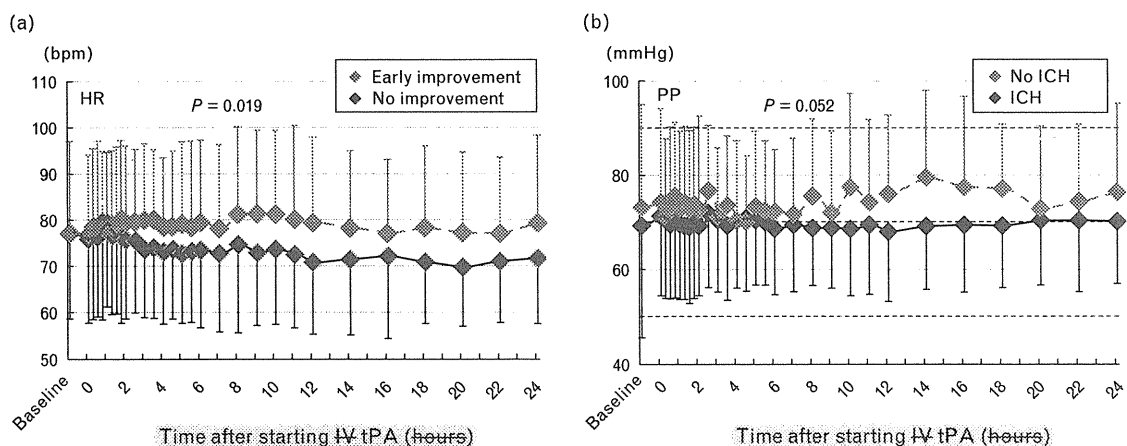 (a)
(bpm)
110
100
90
80
70
60
50
HR
P = 0.019
Early improvement
No improvement
Baseline
0
2
4
6
8
10
12
14
16
18
20
22
24
Time after starting IV tPA (hours)
(b)
(mmHg)
100
80
60
40
PP
P = 0.052
No ICH
ICH
Baseline
0
2
4
6
8
10
12
14
16
18
20
22
24
Time after starting IV tPA (hours)